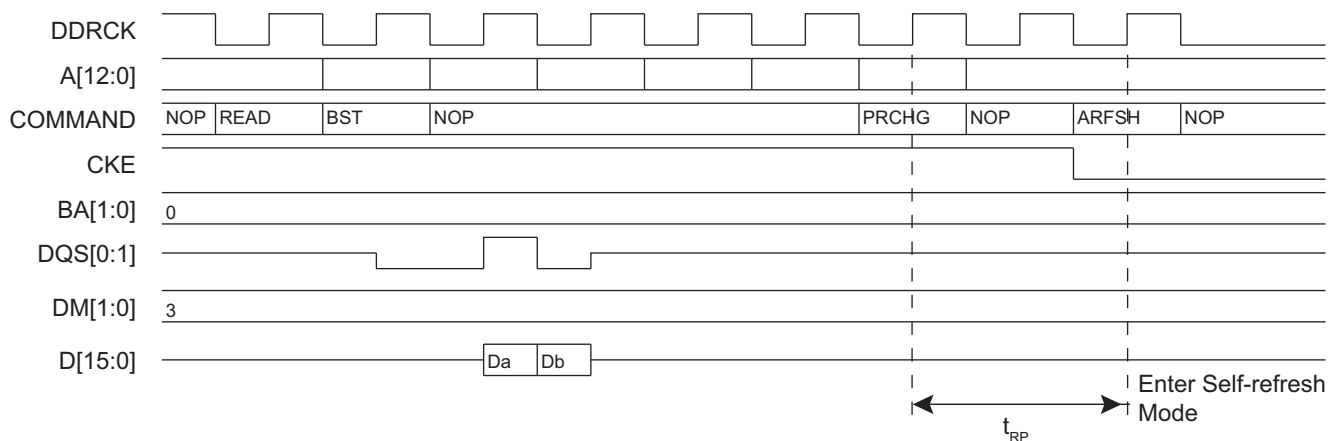 DDRCK
A[12:0]
COMMAND NOP READ BST NOP PRCHG NOP ARFSH NOP
CKE
BA[1:0] 0
DQS[0:1]
DM[1:0] 3
D[15:0] Da Db
Enter Self-refresh
Mode
tRP